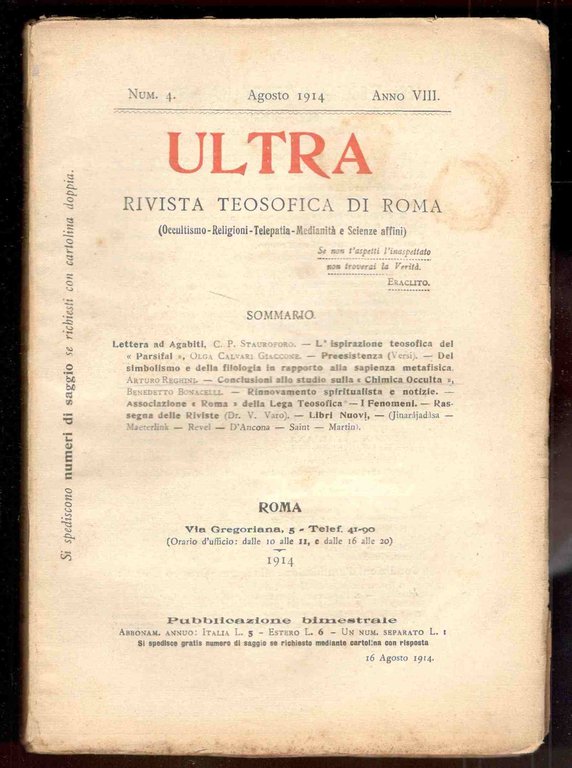 Num. 4. Agosto 1914 Anno VIII.
ULTRA
RIVISTA TEOSOFICA DI ROMA
(Occultismo - Religioni - Telepatia - Medianità e Scienze affini)
Se non t'aspetti l'inaspettato
non troverai la Verità.
Eraclito.
SOMMARIO.
Lettera ad Agabiti, C. P. Stauroforo. — L' ispirazione teosofica del
« Parsifal », Olga Calvari Giaccone. — Preesistenza (Versi). — Del
simbolismo e della filologia in rapporto alla sapienza metafisica.
Arturo Reghini. — Conclusioni allo studio sulla « Chimica Occulta »,
Benedetto Bonacelli. — Rinnovamento spiritualista e notizie. —
Associazione « Roma » della Lega Teosofica — I Fenomeni. — Ras-
segna delle Riviste (Dr. V. Varo). — Libri Nuovi, — (Jinarâjadâsa —
Maeterlink — Revel — D'Ancona — Saint — Martin).
ROMA
Via Gregoriana, 5 - Telef. 41-90
(Orario d'ufficio: dalle 10 alle 11, e dalle 16 alle 20)
1914
Pubblicazione bimestrale
Abbonam. annuo: Italia L. 5 - Estero L. 6 - Un num. separato L. 1
Si spedisce gratis numero di saggio se richiesto mediante cartolina con risposta
16 Agosto 1914.
Si spediscono numeri di saggio se richiesti con cartolina doppia.